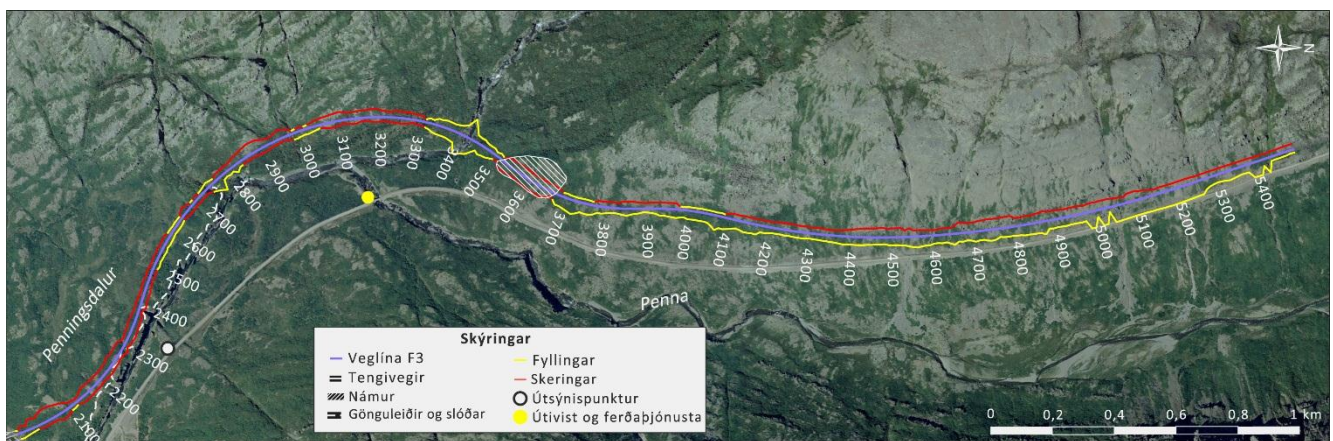 N
3000
3100
3200
3300
3400
2900
3500
2800
3600
2700
3700
2600
3800
3900
4000
4100
4200
4300
4400
4500
4600
4700
4800
4900
5000
5100
5200
5300
5400
2500
2400
2300
2200
2100
Penningsdalur
Penna
Skýringar
Veglína F3
Tengivegir
Námur
Gönguleiðir og slóðar
Fyllingar
Skeringar
Útsýnispunktur
Útivist og ferðaþjónusta
0 0,2 0,4 0,6 0,8 1 km